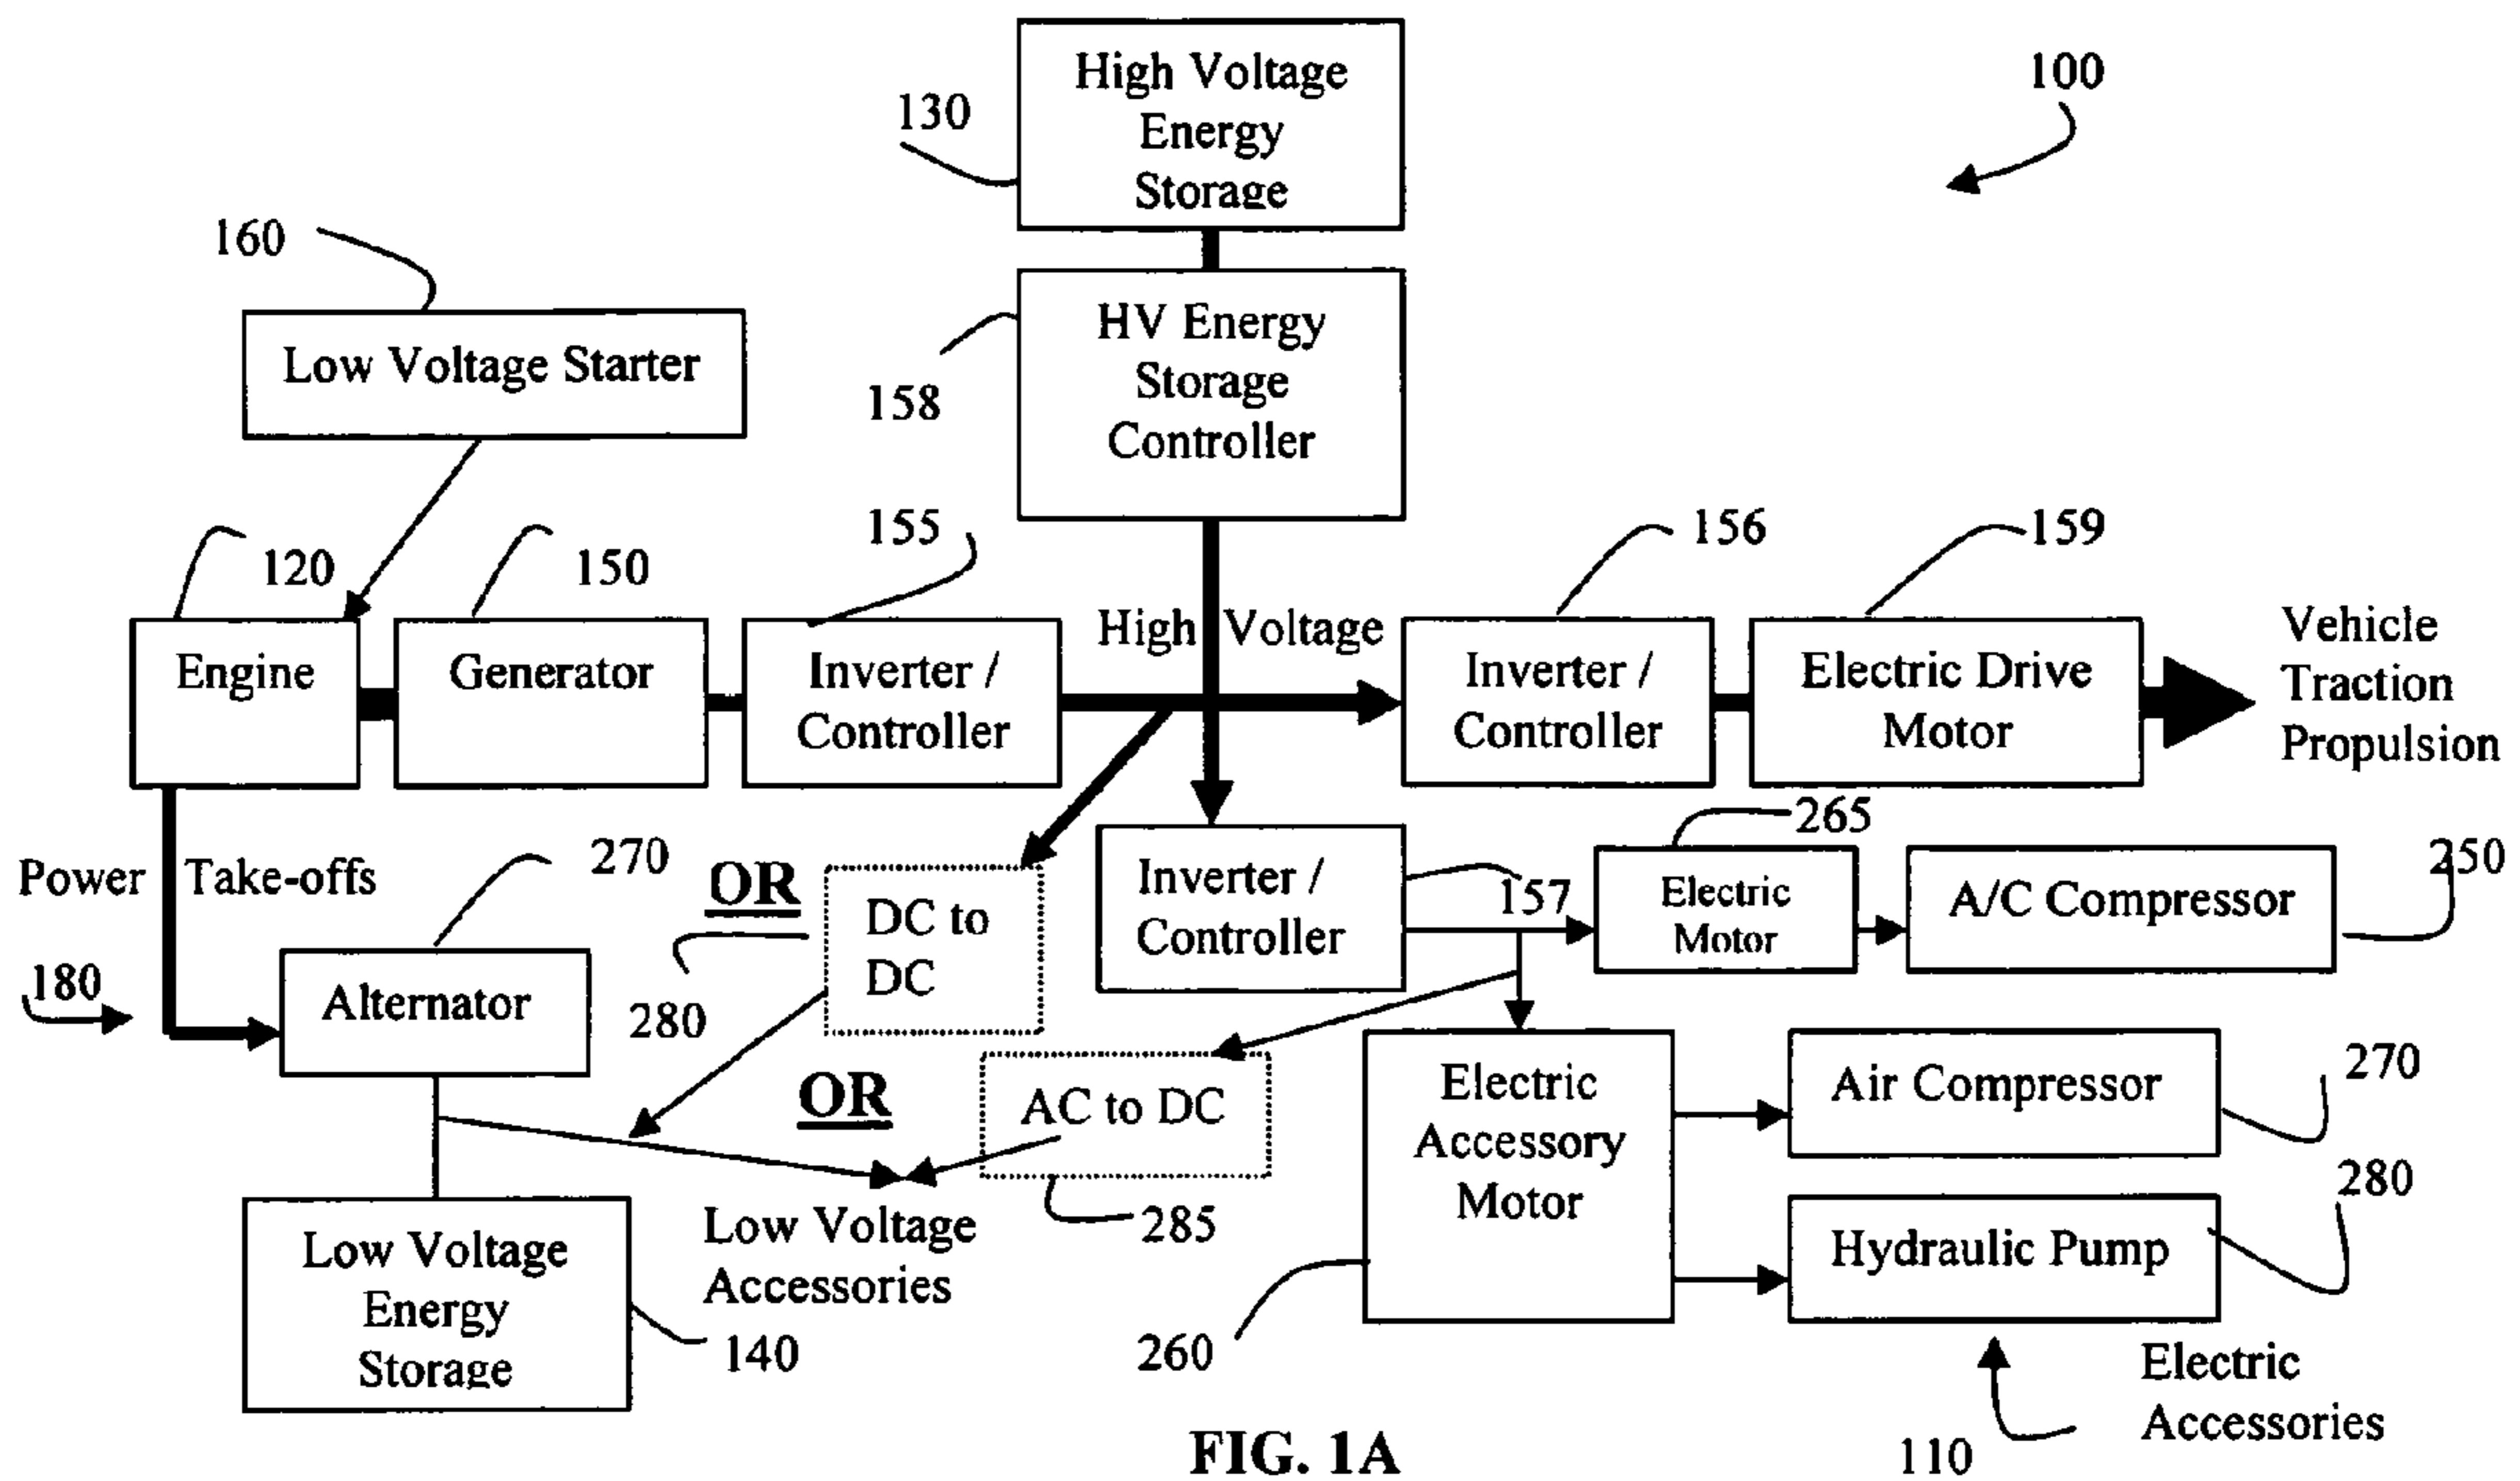 High Voltage
Energy
Storage
130
100
160
Low Voltage Starter
HV Energy
Storage
Controller
158
120
150
155
156
159
Engine
Generator
Inverter /
Controller
High Voltage
Inverter /
Controller
Electric Drive
Motor
Vehicle
Traction
Propulsion
Power Take-offs
270
OR
DC to
DC
280
Inverter /
Controller
157
265
Electric
Motor
A/C Compressor
250
180
Alternator
OR
AC to DC
285
Electric
Accessory
Motor
260
Air Compressor
270
Hydraulic Pump
280
Low Voltage
Energy
Storage
140
Low Voltage
Accessories
110
Electric
Accessories
FIG. 1A